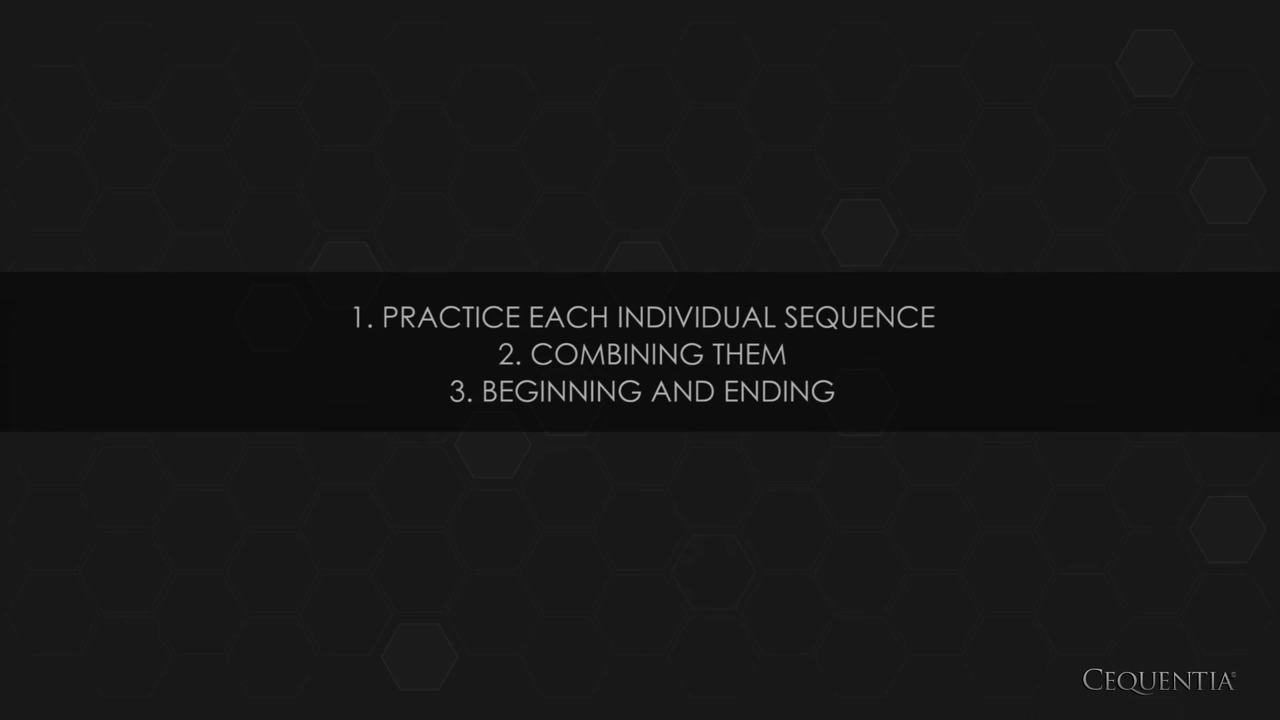 1. PRACTICE EACH INDIVIDUAL SEQUENCE
2. COMBINING THEM
3. BEGINNING AND ENDING
CEQUENTIA©